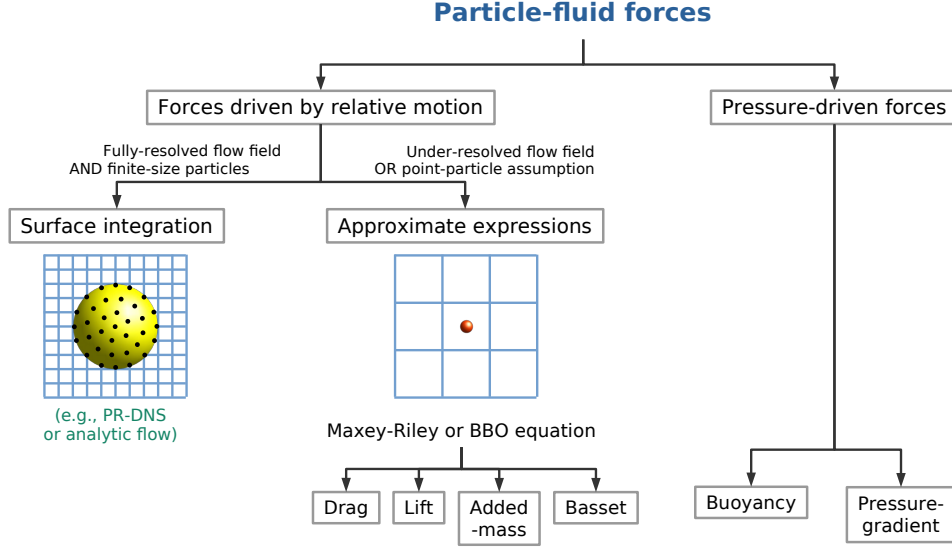 Particle-fluid forces
Forces driven by relative motion
Pressure-driven forces
Fully-resolved flow field
AND finite-size particles
Under-resolved flow field
OR point-particle assumption
Surface integration
Approximate expressions
(e.g., PR-DNS
or analytic flow)
Maxey-Riley or BBO equation
Drag
Lift
Added
-mass
Basset
Buoyancy
Pressure-
gradient